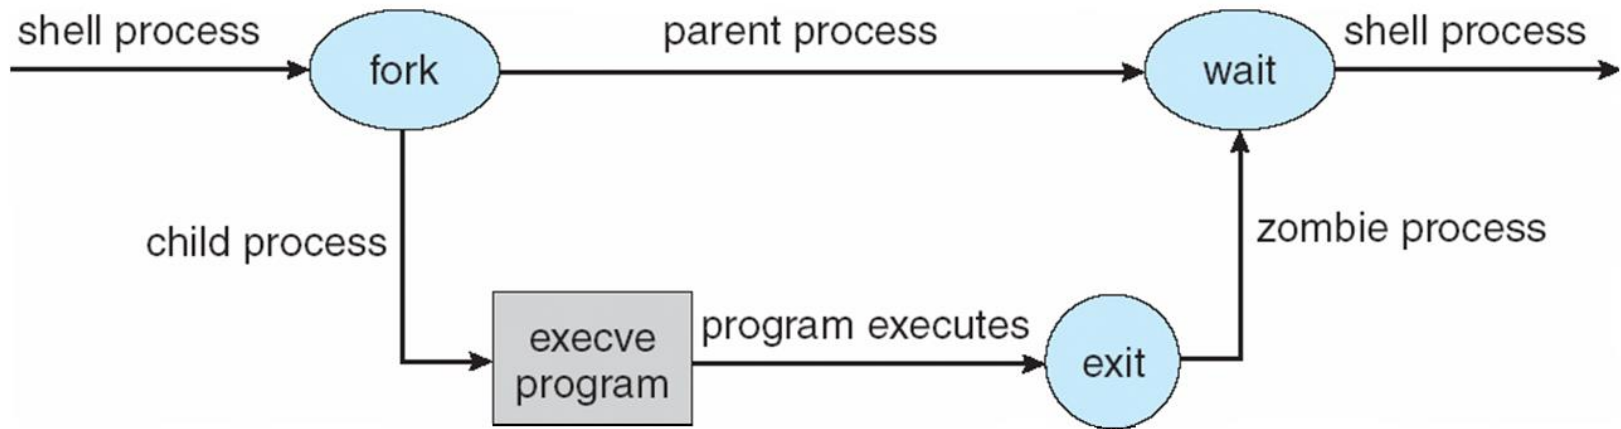 shell process
fork
parent process
wait
shell process
child process
zombie process
execve
program
program executes
exit